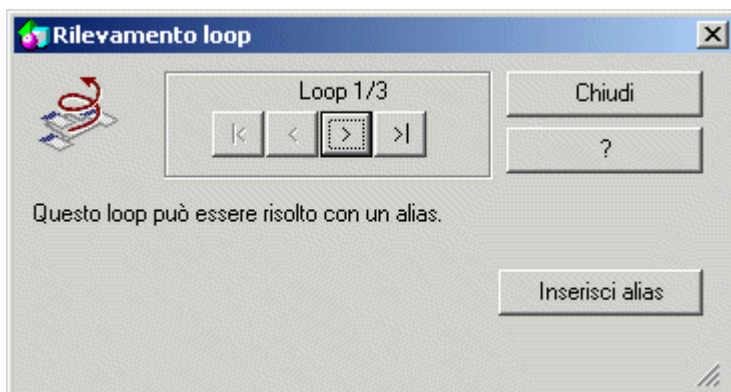 Rilevamento loop
Loop 1/3
|< < > >|
Chiudi
?
Questo loop può essere risolto con un alias.
Inserisci alias